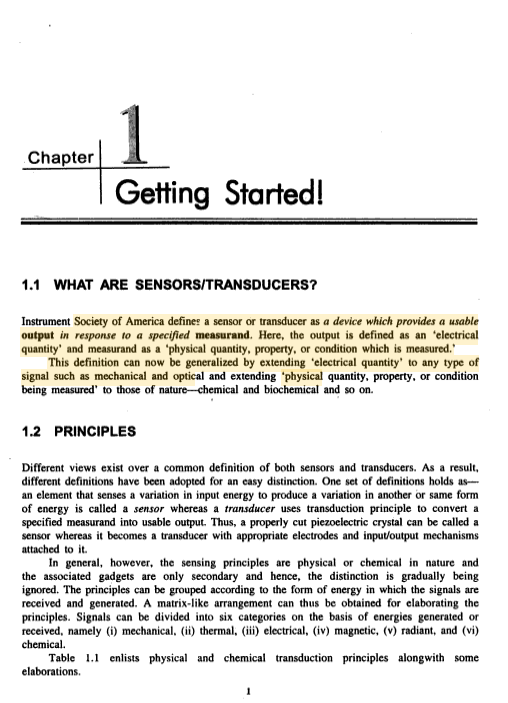 Chapter 1
Getting Started!
1.1 WHAT ARE SENSORS/TRANSDUCERS?
Instrument Society of America defines a sensor or transducer as a device which provides a usable
output in response to a specified measurand. Here, the output is defined as an 'electrical
quantity' and measurand as a 'physical quantity, property, or condition which is measured.'
This definition can now be generalized by extending 'electrical quantity' to any type of
signal such as mechanical and optical and extending 'physical quantity, property, or condition
being measured' to those of nature—chemical and biochemical and so on.
1.2 PRINCIPLES
Different views exist over a common definition of both sensors and transducers. As a result,
different definitions have been adopted for an easy distinction. One set of definitions holds as—
an element that senses a variation in input energy to produce a variation in another or same form
of energy is called a sensor whereas a transducer uses transduction principle to convert a
specified measurand into usable output. Thus, a properly cut piezoelectric crystal can be called a
sensor whereas it becomes a transducer with appropriate electrodes and input/output mechanisms
attached to it.
In general, however, the sensing principles are physical or chemical in nature and
the associated gadgets are only secondary and hence, the distinction is gradually being
ignored. The principles can be grouped according to the form of energy in which the signals are
received and generated. A matrix-like arrangement can thus be obtained for elaborating the
principles. Signals can be divided into six categories on the basis of energies generated or
received, namely (i) mechanical, (ii) thermal, (iii) electrical, (iv) magnetic, (v) radiant, and (vi)
chemical.
Table 1.1 enlists physical and chemical transduction principles alongwith some
elaborations.
1